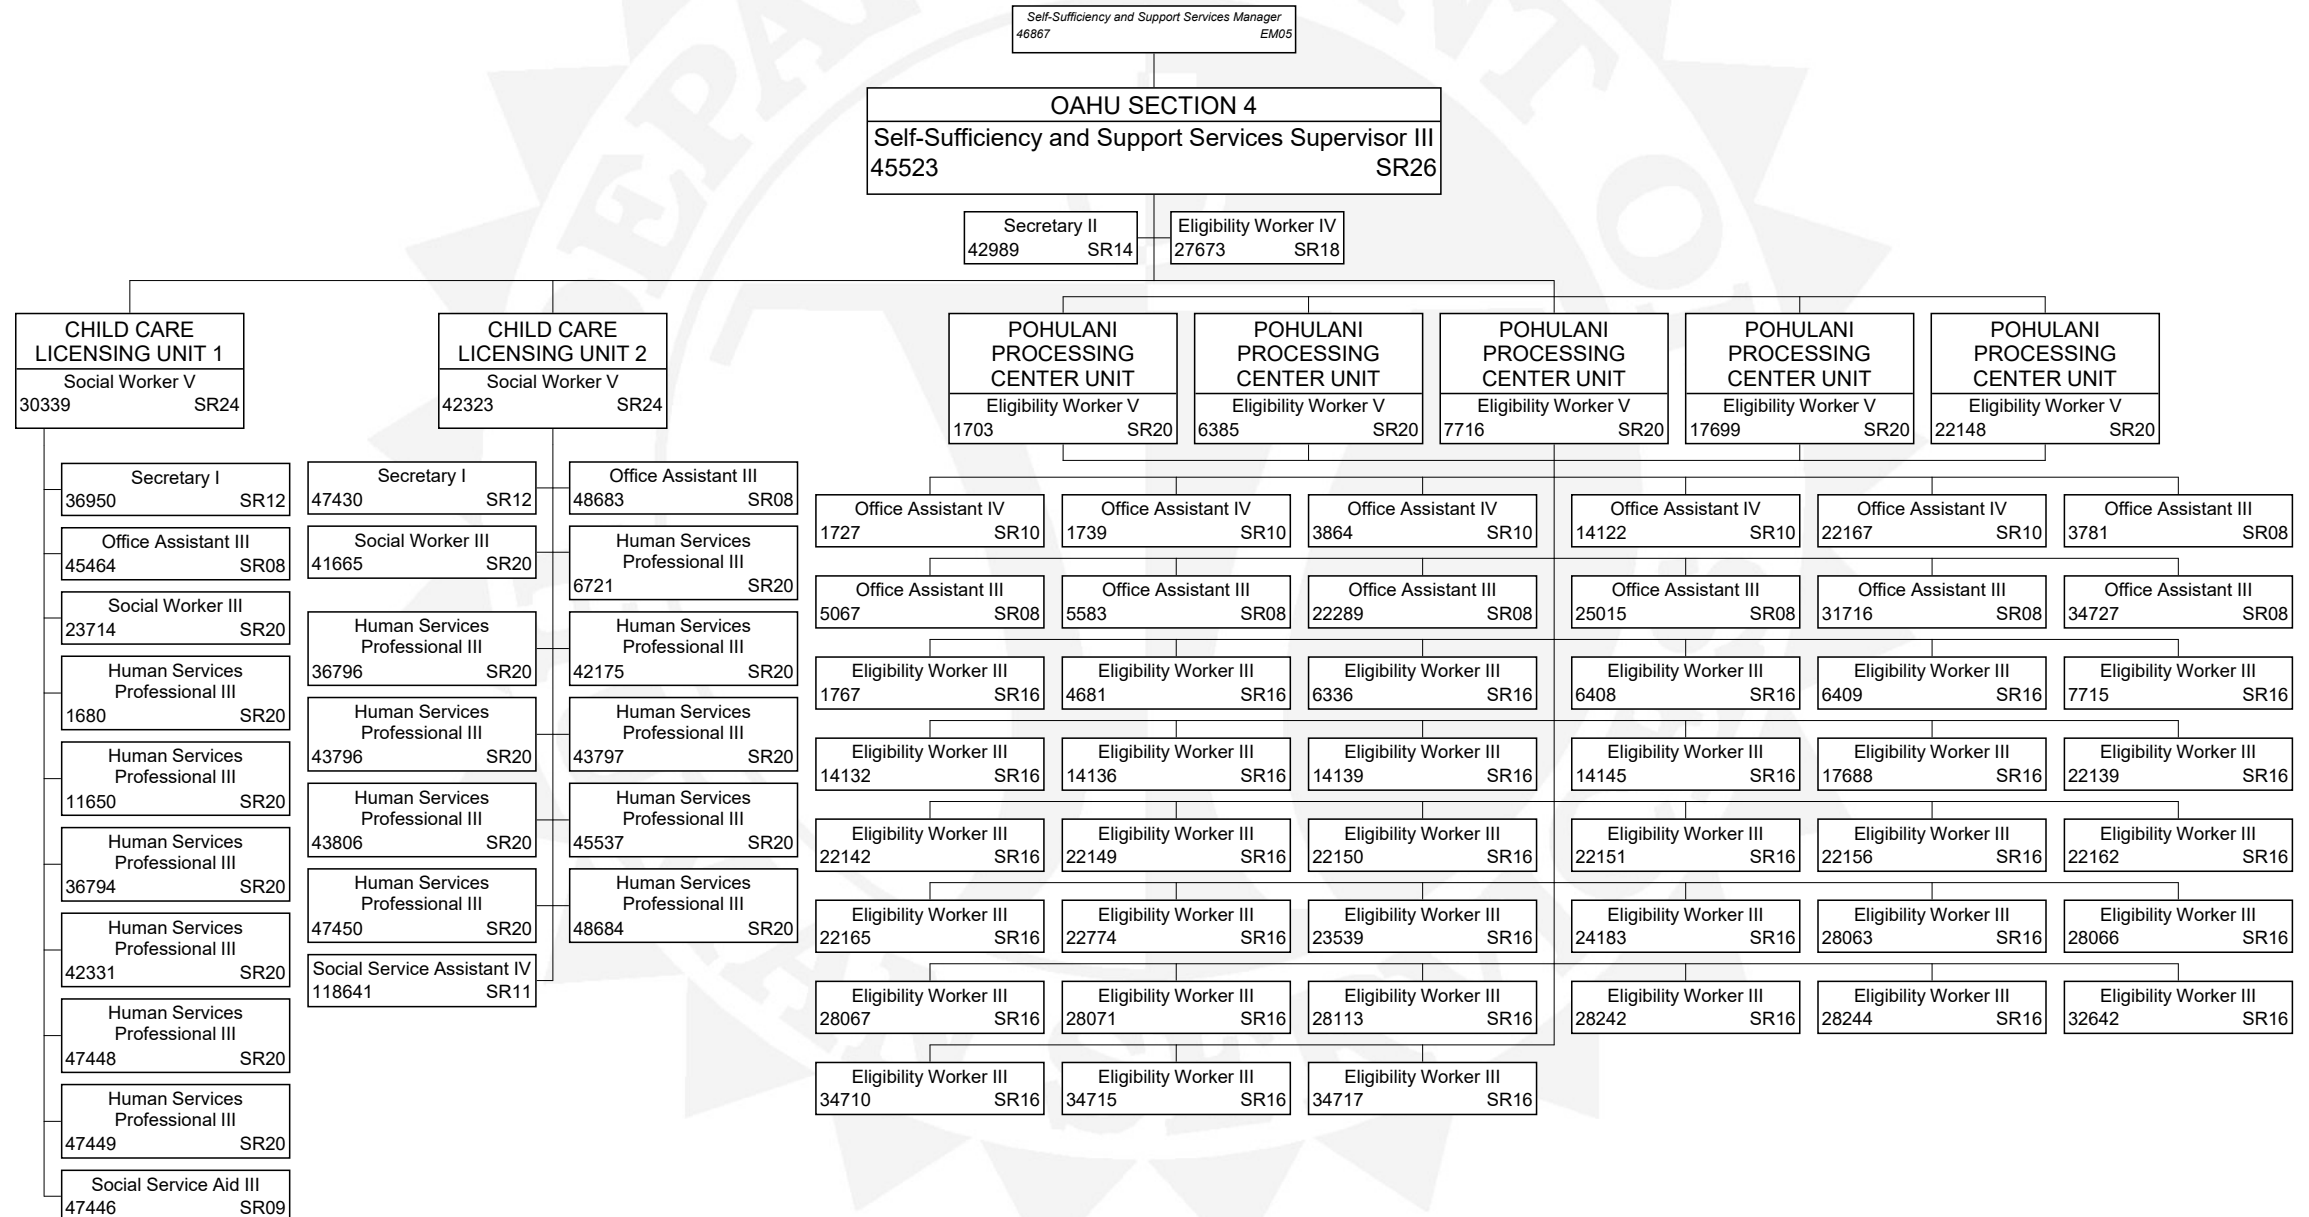 Self-Sufficiency and Support Services Manager
46867 EM05
OAHU SECTION 4
Self-Sufficiency and Support Services Supervisor III
45523 SR26
Secretary II
42989 SR14
Eligibility Worker IV
27673 SR18
CHILD CARE
LICENSING UNIT 1
Social Worker V
30339 SR24
Secretary I
36950 SR12
Office Assistant III
45464 SR08
Social Worker III
23714 SR20
Human Services
Professional III
1680 SR20
Human Services
Professional III
11650 SR20
Human Services
Professional III
36794 SR20
Human Services
Professional III
42331 SR20
Human Services
Professional III
47448 SR20
Human Services
Professional III
47449 SR20
Social Service Aid III
47446 SR09
CHILD CARE
LICENSING UNIT 2
Social Worker V
42323 SR24
Secretary I
47430 SR12
Office Assistant III
48683 SR08
Social Worker III
41665 SR20
Human Services
Professional III
6721 SR20
Human Services
Professional III
36796 SR20
Human Services
Professional III
42175 SR20
Human Services
Professional III
43796 SR20
Human Services
Professional III
43797 SR20
Human Services
Professional III
43806 SR20
Human Services
Professional III
45537 SR20
Human Services
Professional III
47450 SR20
Human Services
Professional III
48684 SR20
Social Service Assistant IV
118641 SR11
POHULANI
PROCESSING
CENTER UNIT
Eligibility Worker V
1703 SR20
POHULANI
PROCESSING
CENTER UNIT
Eligibility Worker V
6385 SR20
POHULANI
PROCESSING
CENTER UNIT
Eligibility Worker V
7716 SR20
POHULANI
PROCESSING
CENTER UNIT
Eligibility Worker V
17699 SR20
POHULANI
PROCESSING
CENTER UNIT
Eligibility Worker V
22148 SR20
Office Assistant IV
1727 SR10
Office Assistant IV
1739 SR10
Office Assistant IV
3864 SR10
Office Assistant IV
14122 SR10
Office Assistant IV
22167 SR10
Office Assistant III
3781 SR08
Office Assistant III
5067 SR08
Office Assistant III
5583 SR08
Office Assistant III
22289 SR08
Office Assistant III
25015 SR08
Office Assistant III
31716 SR08
Office Assistant III
34727 SR08
Eligibility Worker III
1767 SR16
Eligibility Worker III
4681 SR16
Eligibility Worker III
6336 SR16
Eligibility Worker III
6408 SR16
Eligibility Worker III
6409 SR16
Eligibility Worker III
7715 SR16
Eligibility Worker III
14132 SR16
Eligibility Worker III
14136 SR16
Eligibility Worker III
14139 SR16
Eligibility Worker III
14145 SR16
Eligibility Worker III
17688 SR16
Eligibility Worker III
22139 SR16
Eligibility Worker III
22142 SR16
Eligibility Worker III
22149 SR16
Eligibility Worker III
22150 SR16
Eligibility Worker III
22151 SR16
Eligibility Worker III
22156 SR16
Eligibility Worker III
22162 SR16
Eligibility Worker III
22165 SR16
Eligibility Worker III
22774 SR16
Eligibility Worker III
23539 SR16
Eligibility Worker III
24183 SR16
Eligibility Worker III
28063 SR16
Eligibility Worker III
28066 SR16
Eligibility Worker III
28067 SR16
Eligibility Worker III
28071 SR16
Eligibility Worker III
28113 SR16
Eligibility Worker III
28242 SR16
Eligibility Worker III
28244 SR16
Eligibility Worker III
32642 SR16
Eligibility Worker III
34710 SR16
Eligibility Worker III
34715 SR16
Eligibility Worker III
34717 SR16